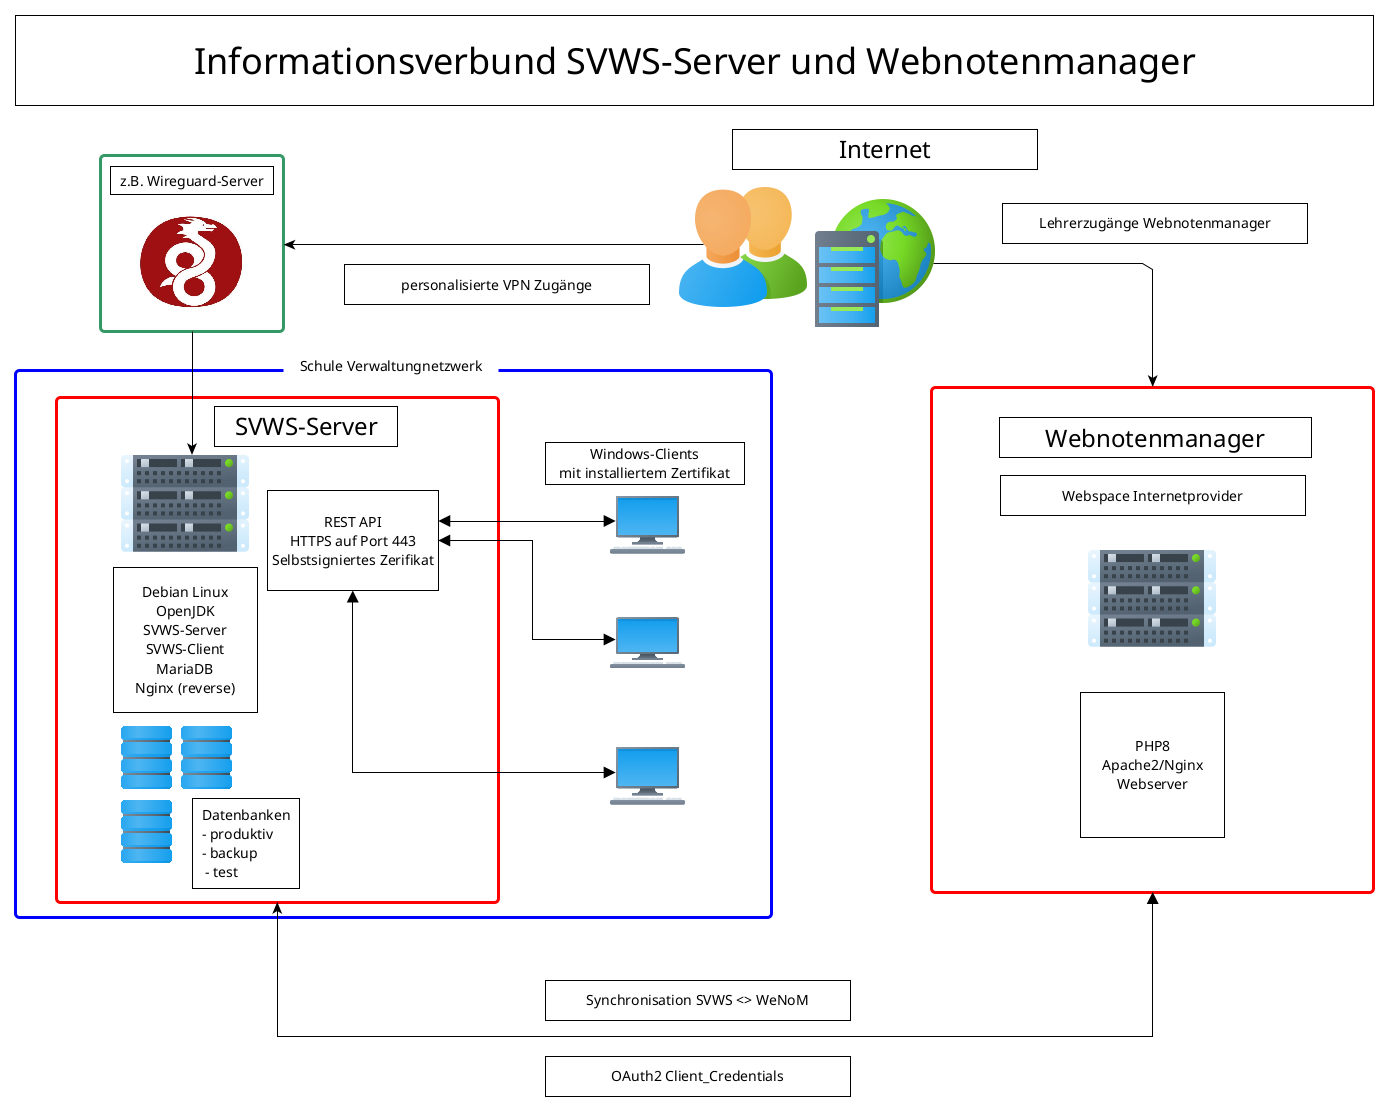 Informationsverbund SVWS-Server und Webnotenmanager
Internet
z.B. Wireguard-Server
Lehrerzugänge Webnotenmanager
personalisierte VPN Zugänge
Schule Verwaltungnetzwerk
SVWS-Server
Windows-Clients
mit installiertem Zertifikat
REST API
HTTPS auf Port 443
Selbstsigniertes Zerifikat
Debian Linux
OpenJDK
SVWS-Server
SVWS-Client
MariaDB
Nginx (reverse)
Datenbanken
- produktiv
- backup
- test
Webnotenmanager
Webspace Internetprovider
PHP8
Apache2/Nginx
Webserver
Synchronisation SVWS <> WeNoM
OAuth2 Client_Credentials